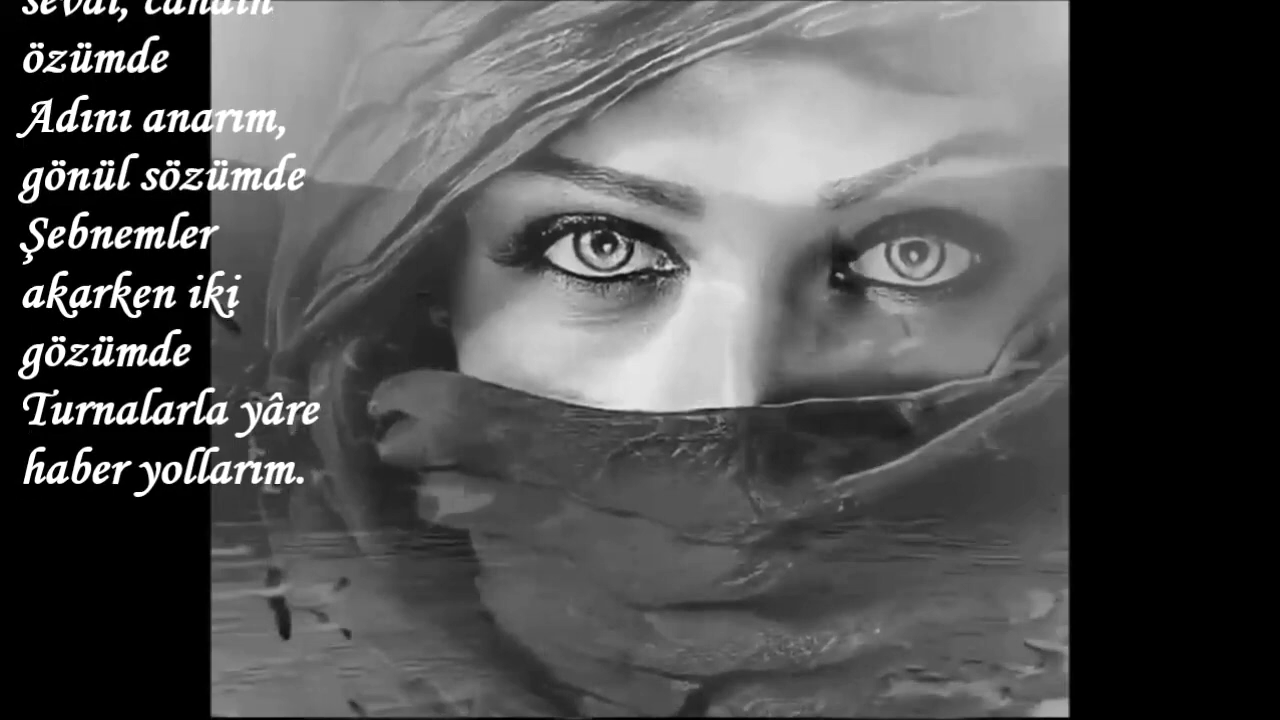 özümde
Adını anarım,
gönül sözümde
Şebnemler
akarken iki
gözümde
Turnalarla yâre
haber yollarım.